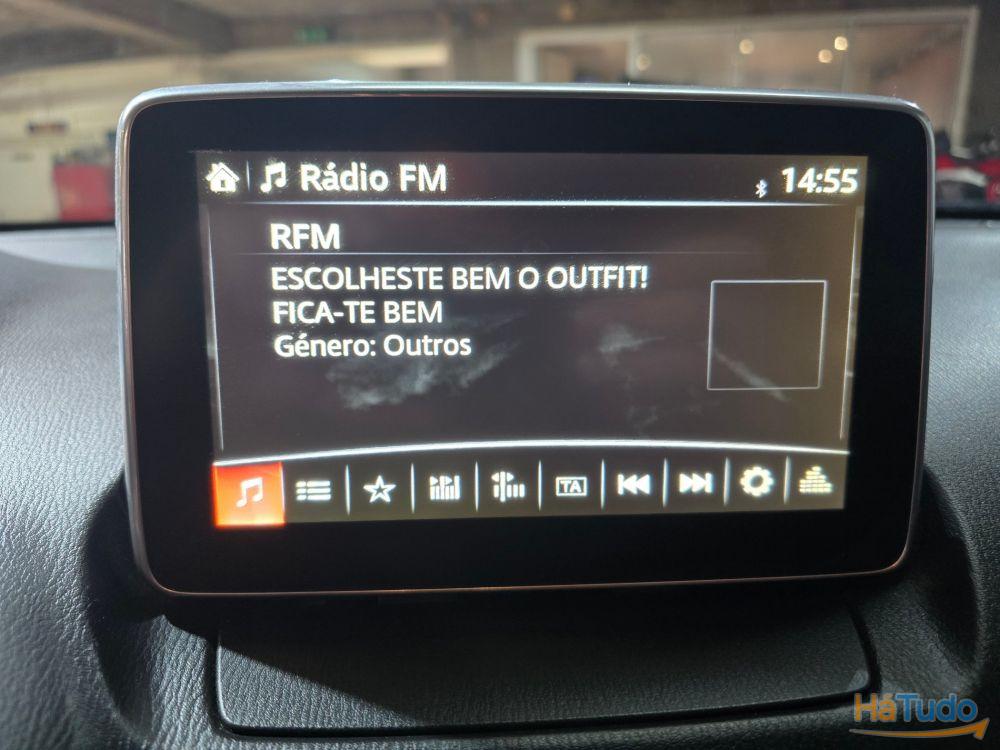 Rádio FM
14:55
RFM
ESCOLHESTE BEM O OUTFIT!
FICA-TE BEM
Género: Outros
TA
HáTudo